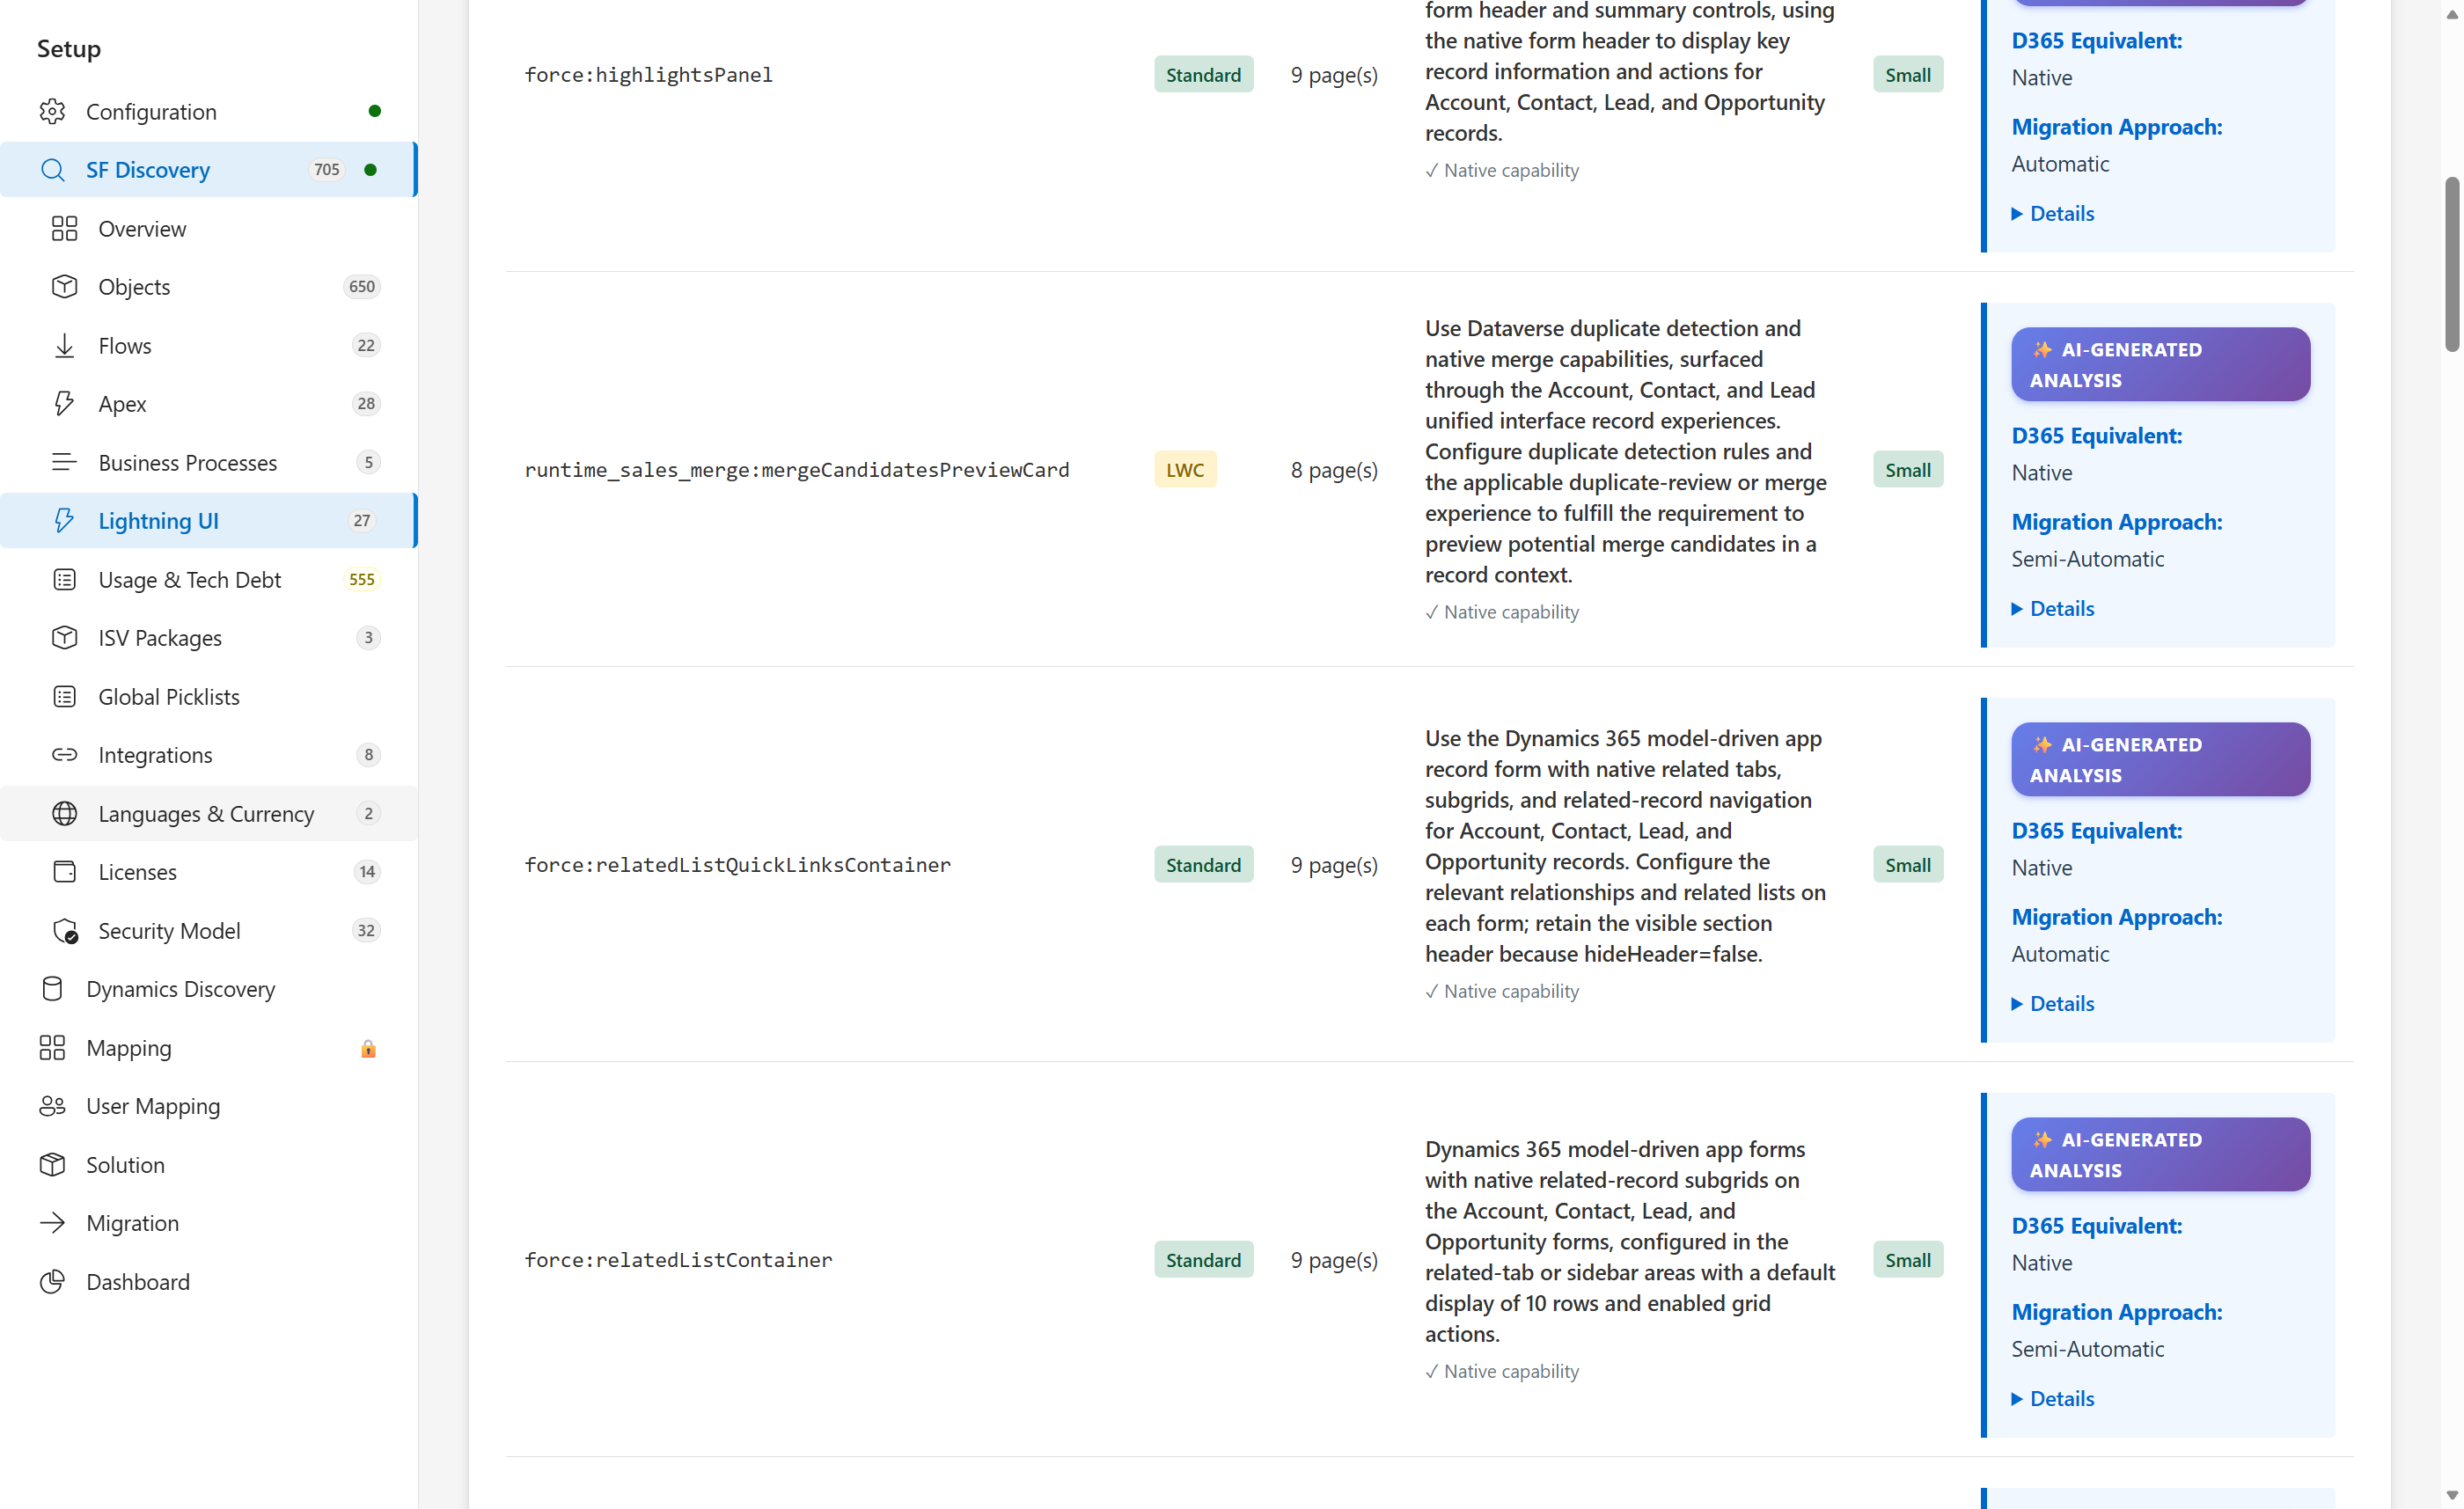 Setup
Configuration
SF Discovery 705
Overview
Objects 650
Flows 22
Apex 28
Business Processes 5
Lightning UI 27
Usage & Tech Debt 555
ISV Packages 3
Global Picklists
Integrations 8
Languages & Currency 2
Licenses 14
Security Model 32
Dynamics Discovery
Mapping
User Mapping
Solution
Migration
Dashboard
force:highlightsPanel
Standard
9 page(s)
form header and summary controls, using
the native form header to display key
record information and actions for
Account, Contact, Lead, and Opportunity
records.
✓ Native capability
Small
D365 Equivalent:
Native
Migration Approach:
Automatic
▶ Details
runtime_sales_merge:mergeCandidatesPreviewCard
LWC
8 page(s)
Use Dataverse duplicate detection and
native merge capabilities, surfaced
through the Account, Contact, and Lead
unified interface record experiences.
Configure duplicate detection rules and
the applicable duplicate-review or merge
experience to fulfill the requirement to
preview potential merge candidates in a
record context.
✓ Native capability
Small
✨ AI-GENERATED
ANALYSIS
D365 Equivalent:
Native
Migration Approach:
Semi-Automatic
▶ Details
force:relatedListQuickLinksContainer
Standard
9 page(s)
Use the Dynamics 365 model-driven app
record form with native related tabs,
subgrids, and related-record navigation
for Account, Contact, Lead, and
Opportunity records. Configure the
relevant relationships and related lists on
each form; retain the visible section
header because hideHeader=false.
✓ Native capability
Small
✨ AI-GENERATED
ANALYSIS
D365 Equivalent:
Native
Migration Approach:
Automatic
▶ Details
force:relatedListContainer
Standard
9 page(s)
Dynamics 365 model-driven app forms
with native related-record subgrids on
the Account, Contact, Lead, and
Opportunity forms, configured in the
related-tab or sidebar areas with a default
display of 10 rows and enabled grid
actions.
✓ Native capability
Small
✨ AI-GENERATED
ANALYSIS
D365 Equivalent:
Native
Migration Approach:
Semi-Automatic
▶ Details